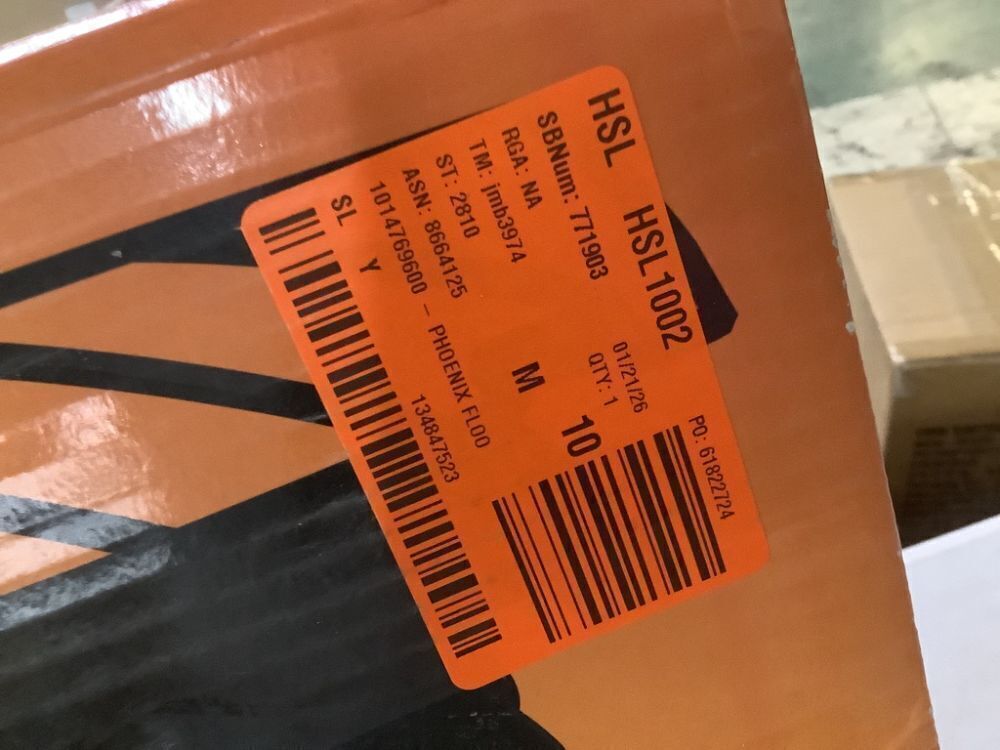 HSL HSL1002
SBNum: 771903 01/21/26 PO: 61822724
RGA: NA QTY: 1
TM: jmb3974
ST: 2810 M 10
ASN: 8664125
1014769600 - PHOENIX FLOO
SL Y 134847523